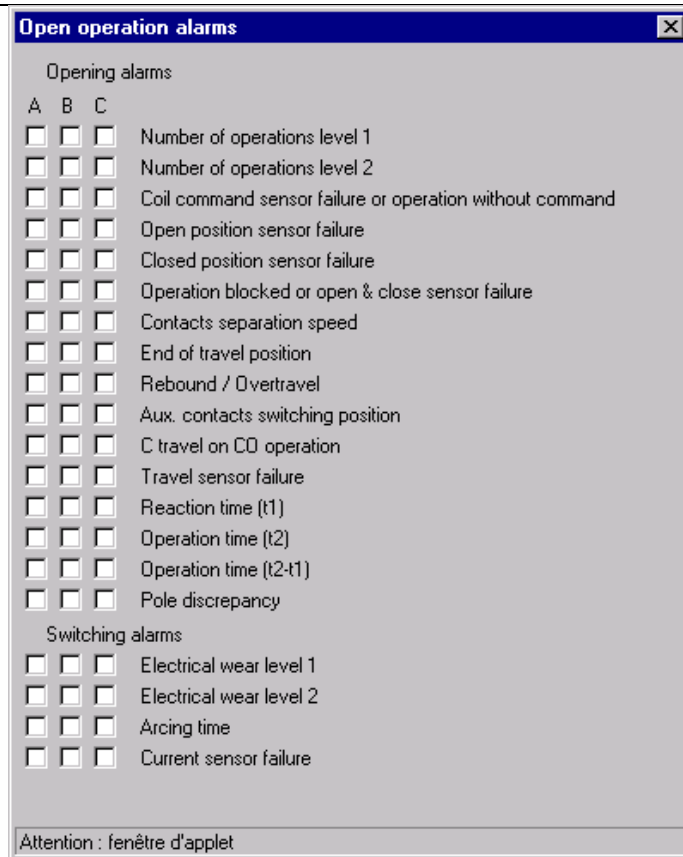 Open operation alarms
Opening alarms
A B C
Number of operations level 1
Number of operations level 2
Coil command sensor failure or operation without command
Open position sensor failure
Closed position sensor failure
Operation blocked or open & close sensor failure
Contacts separation speed
End of travel position
Rebound / Overtravel
Aux. contacts switching position
C travel on CO operation
Travel sensor failure
Reaction time (t1)
Operation time (t2)
Operation time (t2-t1)
Pole discrepancy
Switching alarms
Electrical wear level 1
Electrical wear level 2
Arcing time
Current sensor failure
Attention : fenêtre d'applet